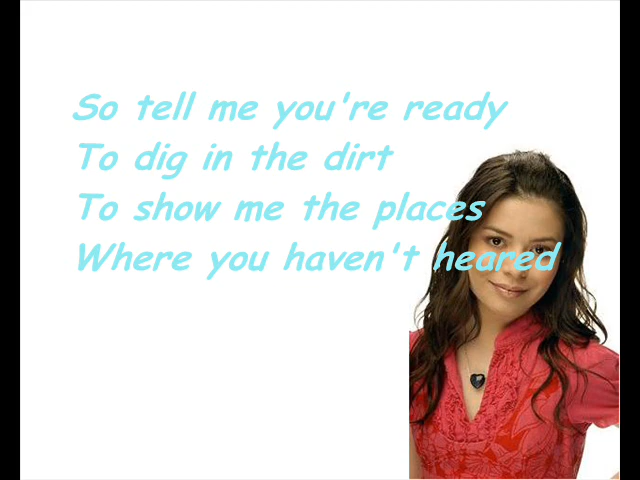 So tell me you're ready
To dig in the dirt
To show me the places
Where you haven't heared